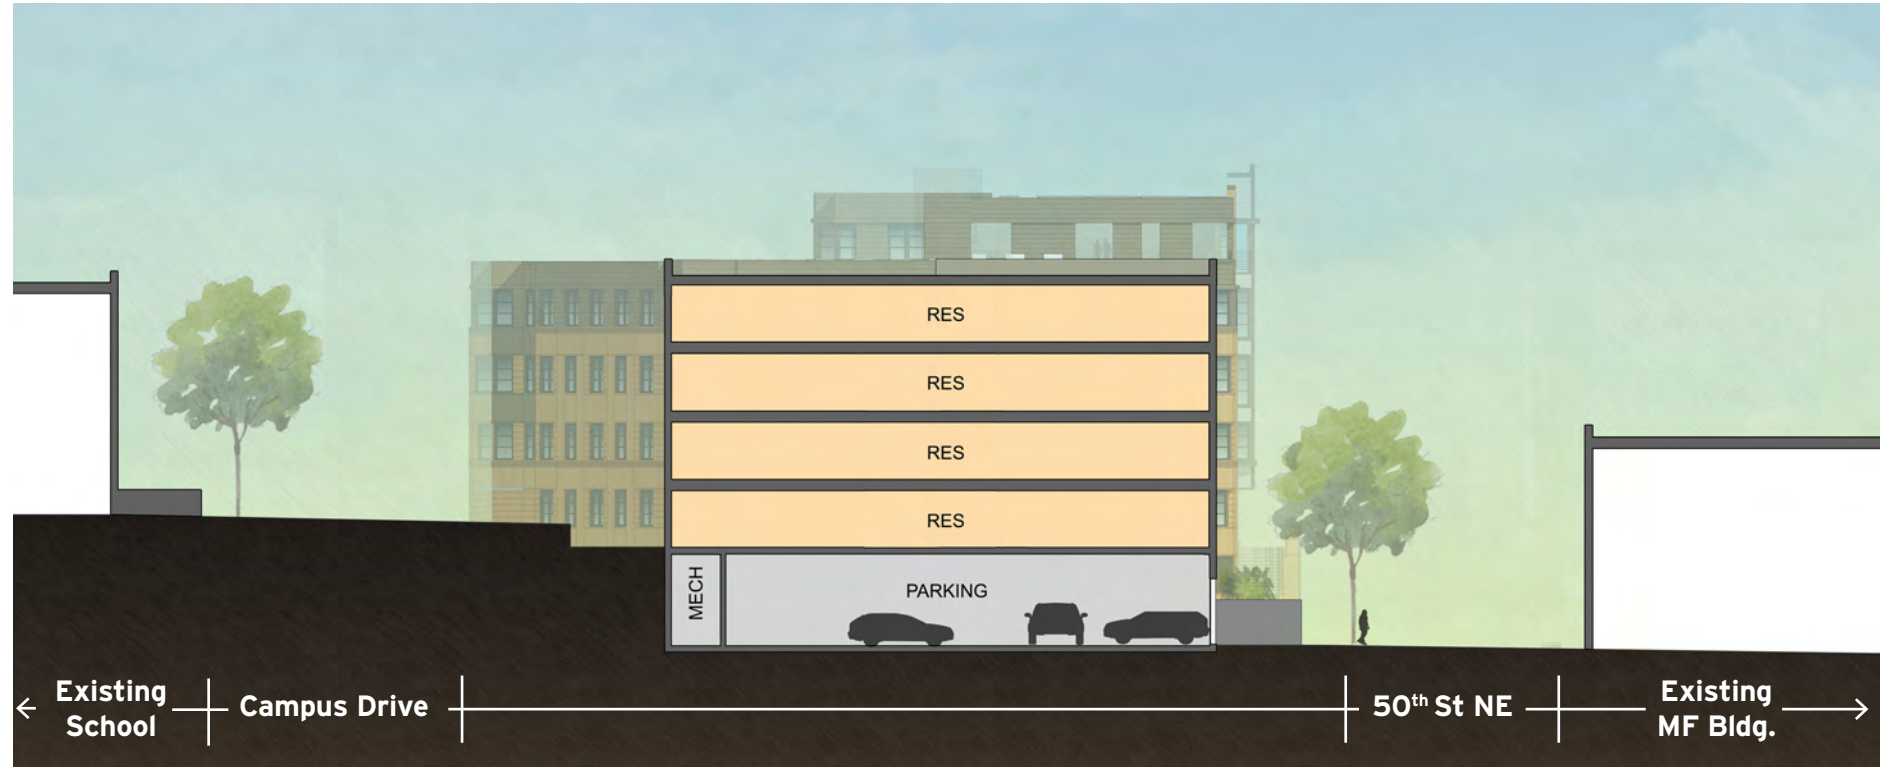 RES
RES
RES
RES
MECH
PARKING
Existing
School
Campus Drive
50th St NE
Existing
MF Bldg.